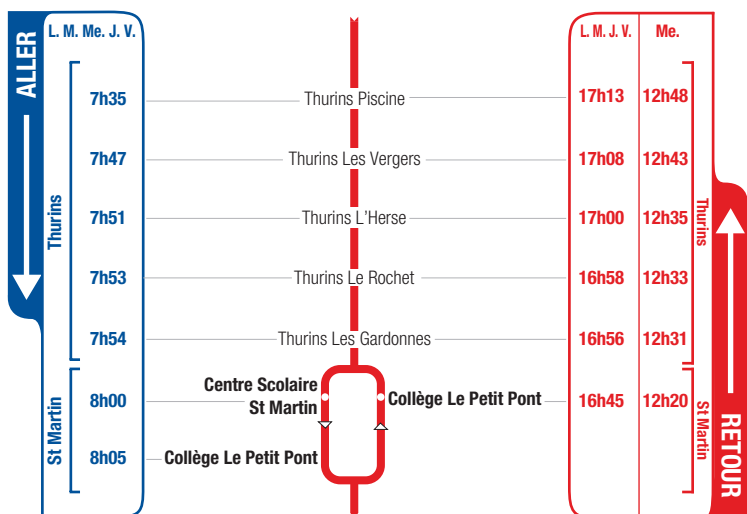 ALLER
L. M. Me. J. V.
L. M. J. V.
Me.
7h35
Thurins Piscine
17h13
12h48
7h47
Thurins Les Vergers
17h08
12h43
Thurins
7h51
Thurins L'Herse
17h00
12h35
Thurins
7h53
Thurins Le Rochet
16h58
12h33
7h54
Thurins Les Gardonnes
16h56
12h31
St Martin
8h00
Centre Scolaire
St Martin
Collège Le Petit Pont
16h45
12h20
St Martin
8h05
Collège Le Petit Pont
RETOUR